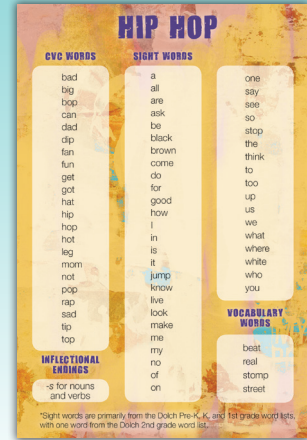 HIP HOP
CVC WORDS
bad
big
bop
can
dad
dip
fan
fun
get
got
hat
hip
hop
hot
leg
mom
not
pop
rap
sad
tip
top
INFLECTIONAL
ENDINGS
-s for nouns
and verbs
SIGHT WORDS
a
all
are
ask
be
black
brown
come
do
for
good
how
I
in
is
it
jump
know
live
look
make
me
my
no
of
on
one
say
see
so
stop
the
think
to
too
up
us
we
what
where
white
who
you
VOCABULARY
WORDS
beat
real
stomp
street
*Sight words are primarily from the Dolch Pre-K, K, and 1st grade word lists,
with one word from the Dolch 2nd grade word list.